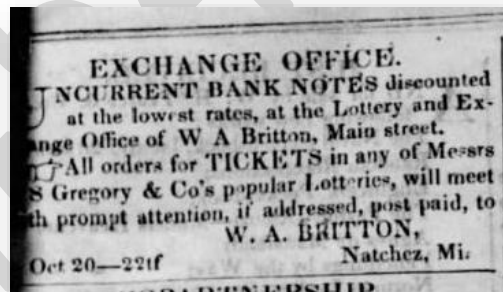 EXCHANGE OFFICE.
UNCURRENT BANK NOTES discounted
at the lowest rates, at the Lottery and Ex-
ange Office of W A Britton, Main street.
☞All orders for TICKETS in any of Messrs
S Gregory & Co's popular Lotteries, will meet
th prompt attention, if addressed, post paid, to
W. A. BRITTON,
Oct 20—22tf Natchez, Mi.